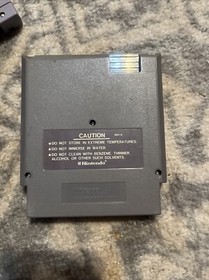 CAUTION
●DO NOT STORE IN EXTREME TEMPERATURES.
●DO NOT IMMERSE IN WATER.
●DO NOT CLEAN WITH BENZENE, THINNER,
ALCOHOL OR OTHER SUCH SOLVENTS.
Nintendo®